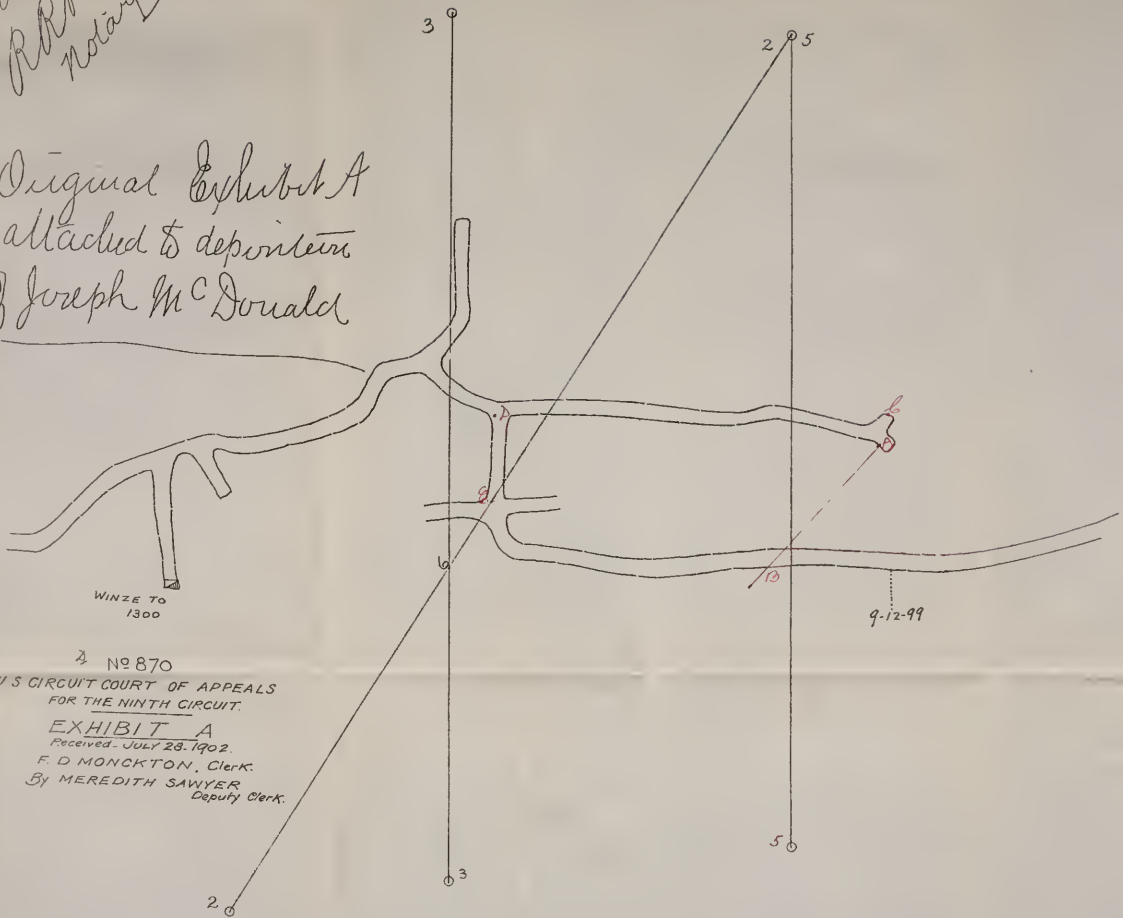 Notary
Original Exhibit A
attached to deposition
Joseph McDonald
3
2 5
D
C
E
6
B
WINZE TO
1300
9-12-99
Nº 870
U S CIRCUIT COURT OF APPEALS
FOR THE NINTH CIRCUIT.
EXHIBIT A
Received - JULY 28-1902.
F. D MONCKTON, Clerk.
By MEREDITH SAWYER
Deputy Clerk.
5
3
2